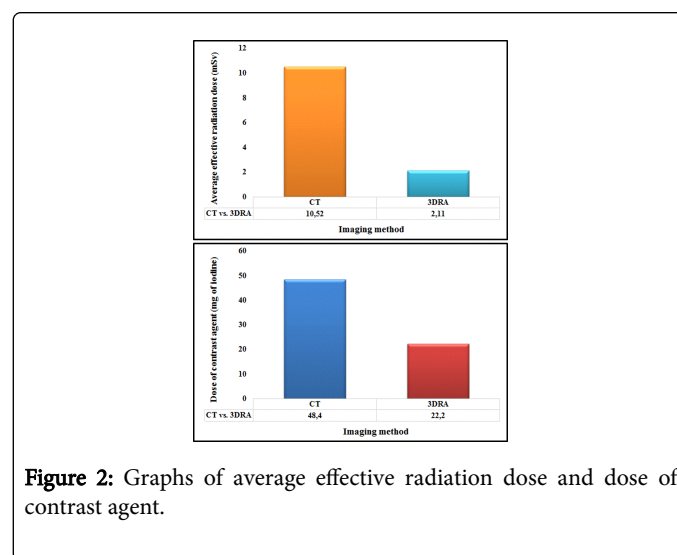 Average effective radiation dose (mSv)
12
10
8
6
4
2
0
CT 3DRA
CT vs. 3DRA 10,52 2,11
Imaging method
Dose of contrast agent (mg of iodine)
60
50
40
30
20
10
0
CT 3DRA
CT vs. 3DRA 48,4 22,2
Imaging method
Figure 2: Graphs of average effective radiation dose and dose of
contrast agent.